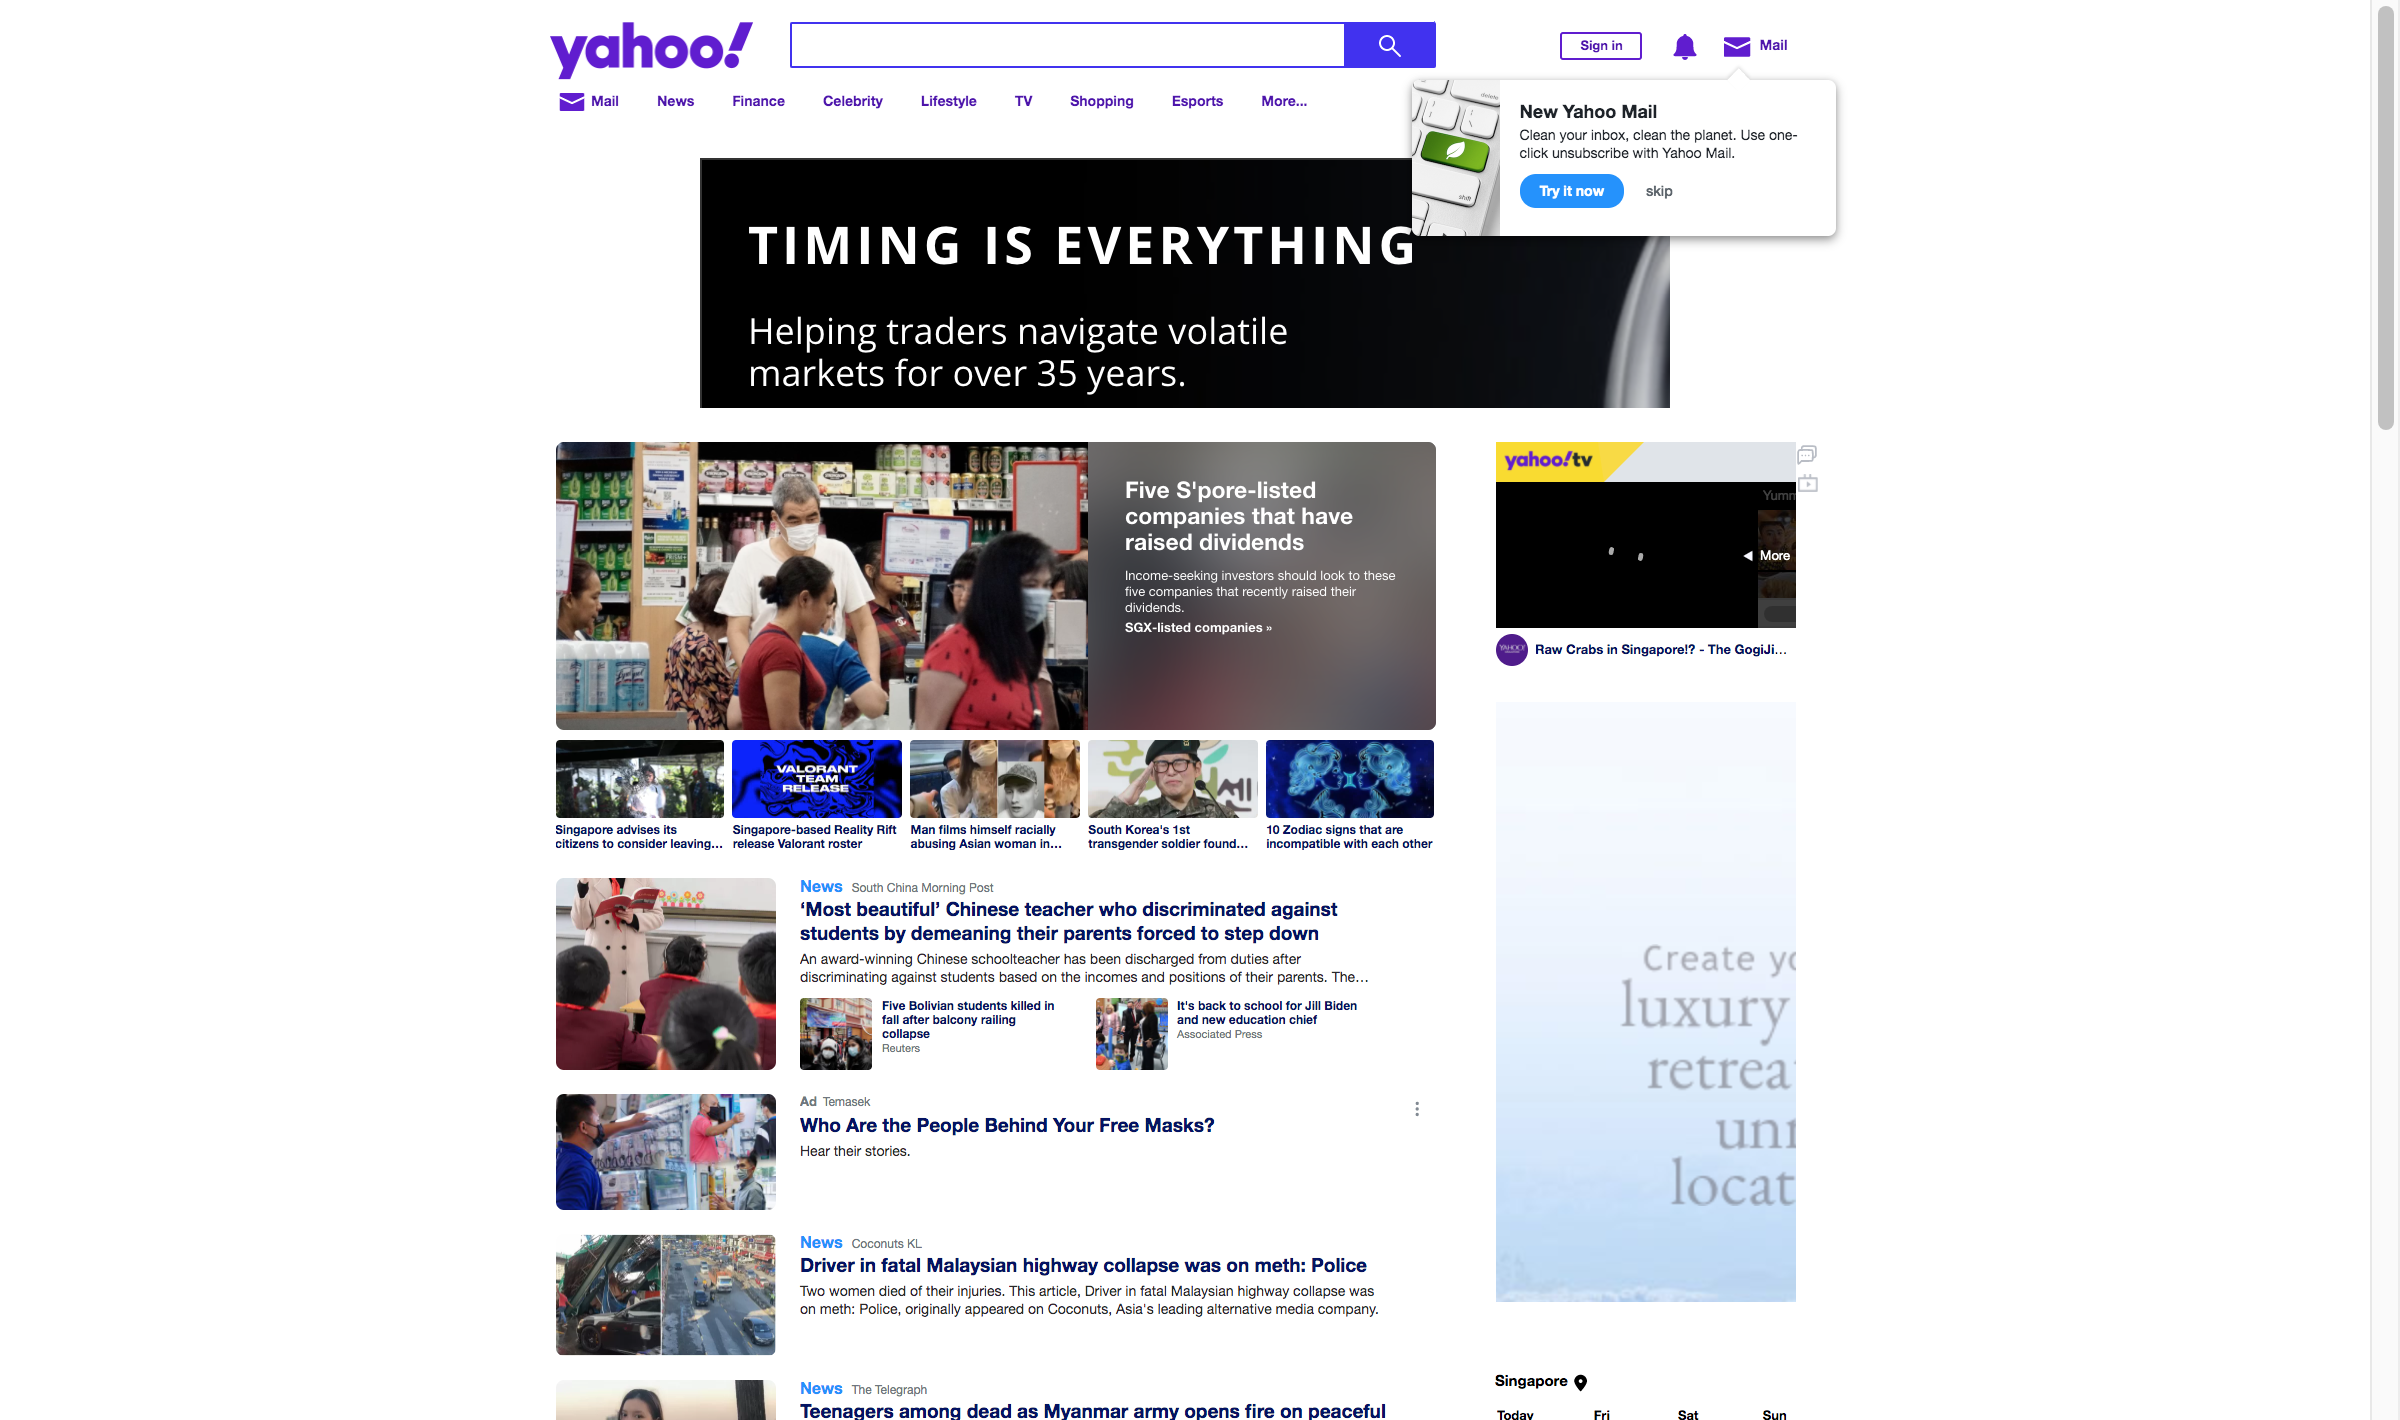 yahoo!
Sign in
Mail
Mail
News
Finance
Celebrity
Lifestyle
TV
Shopping
Esports
More...
New Yahoo Mail
Clean your inbox, clean the planet. Use one-
click unsubscribe with Yahoo Mail.
Try it now
skip
delete
shift
TIMING IS EVERYTHING
Helping traders navigate volatile
markets for over 35 years.
Five S'pore-listed
companies that have
raised dividends
Income-seeking investors should look to these
five companies that recently raised their
dividends.
SGX-listed companies »
yahoo!tv
Yumm
More
Raw Crabs in Singapore!? - The GogiJi...
VALORANT
TEAM
RELEASE
Singapore advises its
citizens to consider leaving...
Singapore-based Reality Rift
release Valorant roster
Man films himself racially
abusing Asian woman in...
South Korea's 1st
transgender soldier found...
10 Zodiac signs that are
incompatible with each other
News South China Morning Post
‘Most beautiful’ Chinese teacher who discriminated against
students by demeaning their parents forced to step down
An award-winning Chinese schoolteacher has been discharged from duties after
discriminating against students based on the incomes and positions of their parents. The...
Five Bolivian students killed in
fall after balcony railing
collapse
Reuters
It's back to school for Jill Biden
and new education chief
Associated Press
Ad Temasek
Who Are the People Behind Your Free Masks?
Hear their stories.
News Coconuts KL
Driver in fatal Malaysian highway collapse was on meth: Police
Two women died of their injuries. This article, Driver in fatal Malaysian highway collapse was
on meth: Police, originally appeared on Coconuts, Asia's leading alternative media company.
News The Telegraph
Teenagers among dead as Myanmar army opens fire on peaceful
Create yo
luxury
retrea
unr
locat
Singapore
Today
Fri
Sat
Sun